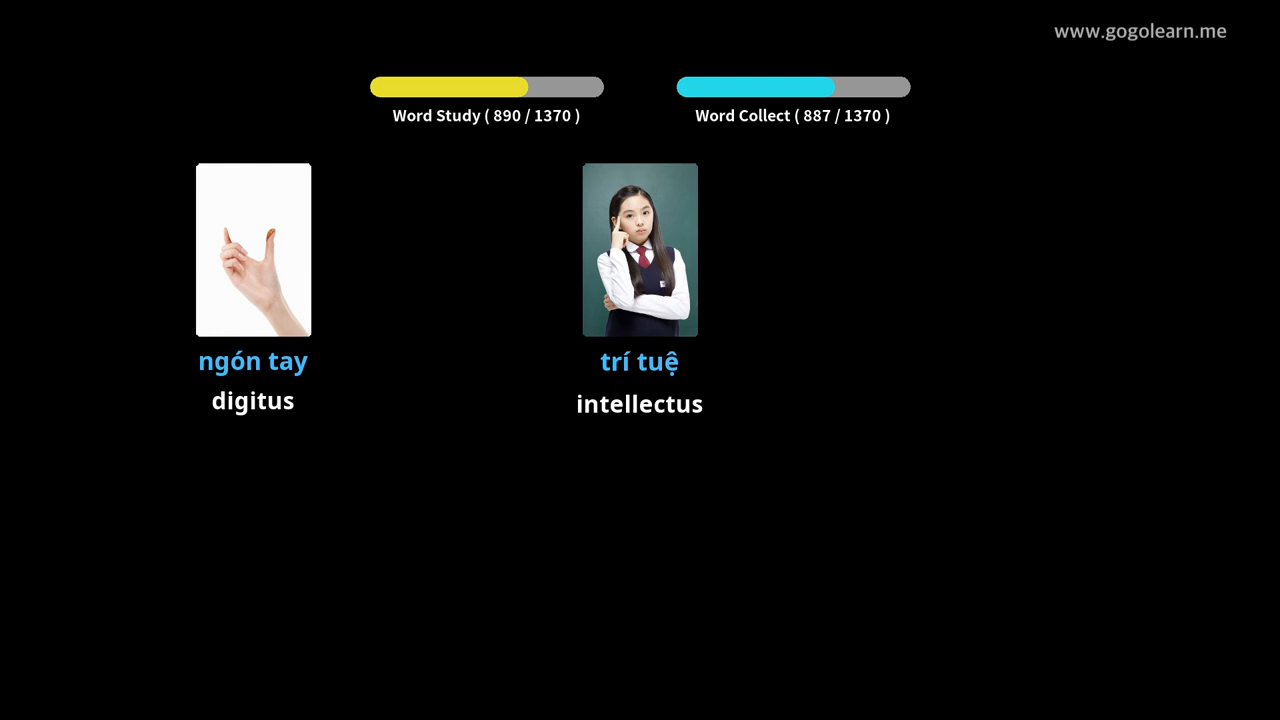 www.gogolearn.me
Word Study ( 890 / 1370 )
Word Collect ( 887 / 1370 )
ngón tay
digitus
trí tuệ
intellectus